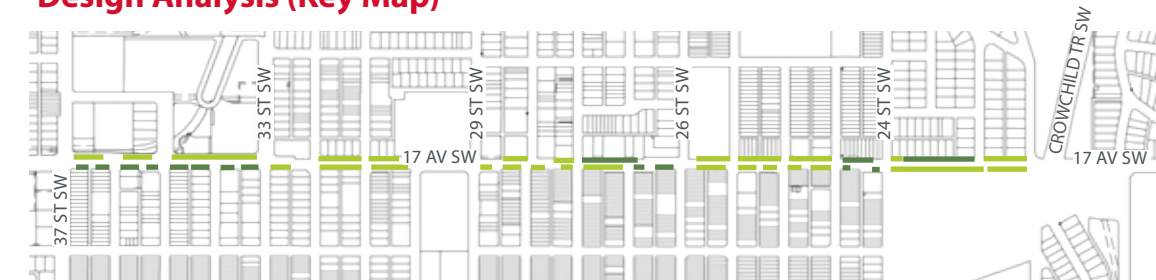 Design Analysis (Key Map)
CROWCHILD TR SW
33 ST SW
29 ST SW
26 ST SW
24 ST SW
17 AV SW
17 AV SW
37 ST SW